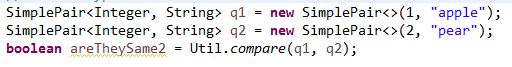 SimplePair<Integer, String> q1 = new SimplePair<>(1, "apple");
SimplePair<Integer, String> q2 = new SimplePair<>(2, "pear");
boolean areTheySame2 = Util.compare(q1, q2);